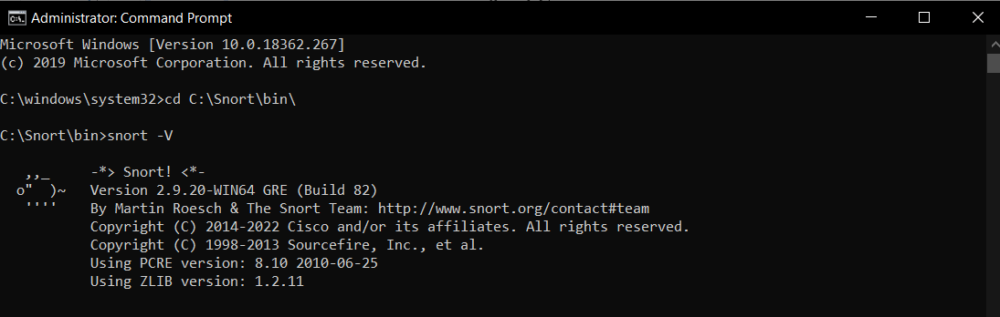 Administrator: Command Prompt
Microsoft Windows [Version 10.0.18362.267]
(c) 2019 Microsoft Corporation. All rights reserved.
C:\windows\system32>cd C:\Snort\bin\
C:\Snort\bin>snort -V
   ,,_     -*> Snort! <*-
  o"  )~   Version 2.9.20-WIN64 GRE (Build 82)
   ''''    By Martin Roesch & The Snort Team: http://www.snort.org/contact#team
           Copyright (C) 2014-2022 Cisco and/or its affiliates. All rights reserved.
           Copyright (C) 1998-2013 Sourcefire, Inc., et al.
           Using PCRE version: 8.10 2010-06-25
           Using ZLIB version: 1.2.11